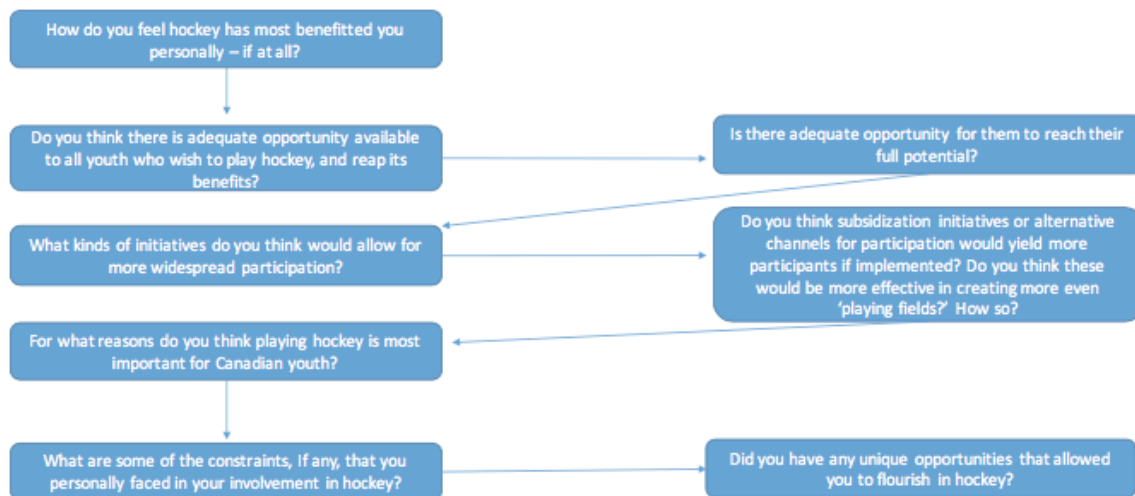 How do you feel hockey has most benefitted you
personally – if at all?
Do you think there is adequate opportunity available
to all youth who wish to play hockey, and reap its
benefits?
Is there adequate opportunity for them to reach their
full potential?
What kinds of initiatives do you think would allow for
more widespread participation?
Do you think subsidization initiatives or alternative
channels for participation would yield more
participants if implemented? Do you think these
would be more effective in creating more even
‘playing fields?’ How so?
For what reasons do you think playing hockey is most
important for Canadian youth?
What are some of the constraints, If any, that you
personally faced in your involvement in hockey?
Did you have any unique opportunities that allowed
you to flourish in hockey?